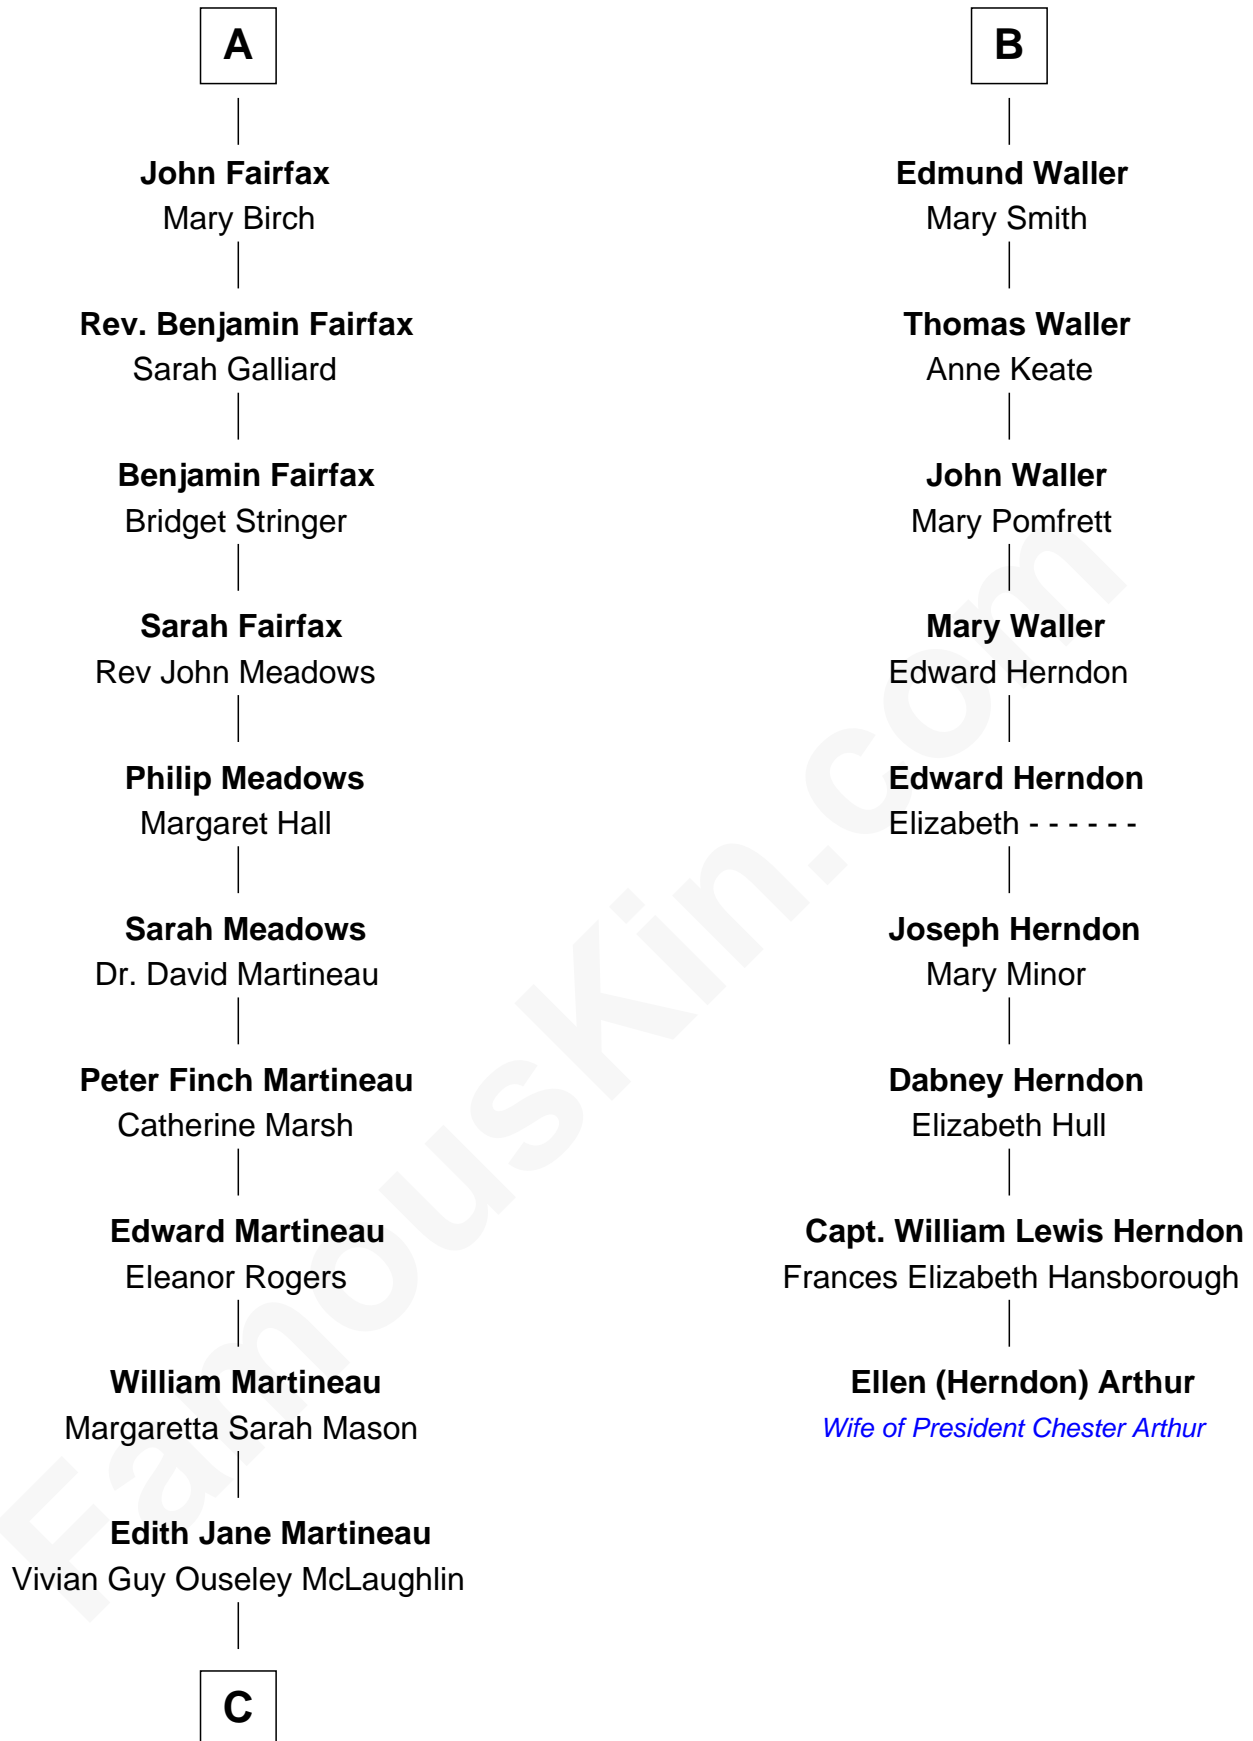 A
John Fairfax
Mary Birch
Rev. Benjamin Fairfax
Sarah Galliard
Benjamin Fairfax
Bridget Stringer
Sarah Fairfax
Rev John Meadows
Philip Meadows
Margaret Hall
Sarah Meadows
Dr. David Martineau
Peter Finch Martineau
Catherine Marsh
Edward Martineau
Eleanor Rogers
William Martineau
Margaretta Sarah Mason
Edith Jane Martineau
Vivian Guy Ouseley McLaughlin
C
B
Edmund Waller
Mary Smith
Thomas Waller
Anne Keate
John Waller
Mary Pomfrett
Mary Waller
Edward Herndon
Edward Herndon
Elizabeth - - - - - -
Joseph Herndon
Mary Minor
Dabney Herndon
Elizabeth Hull
Capt. William Lewis Herndon
Frances Elizabeth Hansborough
Ellen (Herndon) Arthur
Wife of President Chester Arthur
FamousKin.com